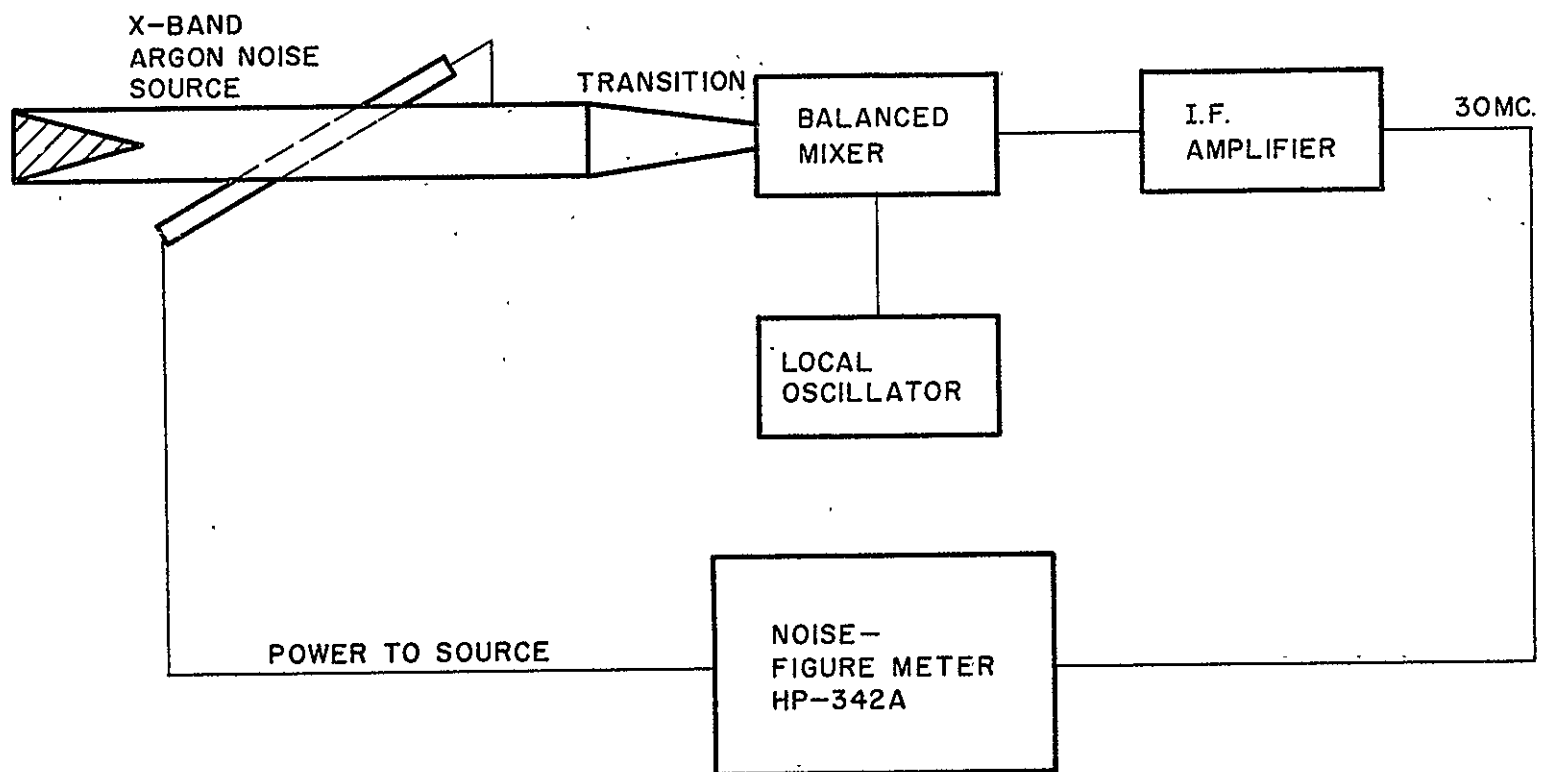 X-BAND
ARGON NOISE
SOURCE
TRANSITION
BALANCED
MIXER
I.F.
AMPLIFIER
30MC.
LOCAL
OSCILLATOR
POWER TO SOURCE
NOISE-
FIGURE METER
HP-342A